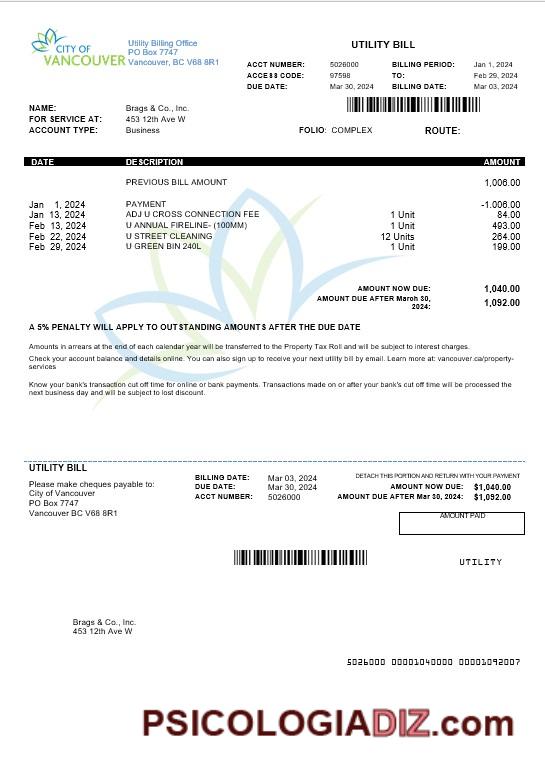 CITY OF
VANCOUVER
Utility Billing Office
PO Box 7747
Vancouver, BC V68 8R1
UTILITY BILL
ACCT NUMBER: 5026000 BILLING PERIOD: Jan 1, 2024
ACCESS CODE: 97598 TO: Feb 29, 2024
DUE DATE: Mar 30, 2024 BILLING DATE: Mar 03, 2024
NAME: Brags & Co., Inc.
FOR SERVICE AT: 453 12th Ave W
ACCOUNT TYPE: Business FOLIO: COMPLEX ROUTE:
DATE DESCRIPTION AMOUNT
PREVIOUS BILL AMOUNT 1,006.00
Jan 1, 2024 PAYMENT -1.006.00
Jan 13, 2024 ADJ U CROSS CONNECTION FEE 1 Unit 84.00
Feb 13, 2024 U ANNUAL FIRELINE- (100MM) 1 Unit 493.00
Feb 22, 2024 U STREET CLEANING 12 Units 264.00
Feb 29, 2024 U GREEN BIN 240L 1 Unit 199.00
AMOUNT NOW DUE: 1,040.00
AMOUNT DUE AFTER March 30, 2024: 1,092.00
A 5% PENALTY WILL APPLY TO OUTSTANDING AMOUNTS AFTER THE DUE DATE
Amounts in arrears at the end of each calendar year will be transferred to the Property Tax Roll and will be subject to interest charges.
Check your account balance and details online. You can also sign up to receive your next utility bill by email. Learn more at: vancouver.ca/property-
services
Know your bank's transaction cut off time for online or bank payments. Transactions made on or after your bank's cut off time will be processed the
next business day and will be subject to lost discount.
UTILITY BILL
Please make cheques payable to:
City of Vancouver
PO Box 7747
Vancouver BC V68 8R1
BILLING DATE: Mar 03, 2024
DUE DATE: Mar 30, 2024
ACCT NUMBER: 5026000
DETACH THIS PORTION AND RETURN WITH YOUR PAYMENT
AMOUNT NOW DUE: $1,040.00
AMOUNT DUE AFTER Mar 30, 2024: $1,092.00
AMOUNT PAID
UTILITY
Brags & Co., Inc.
453 12th Ave W
5026000 00001040000 00001092007
PSICOLOGIADIZ.com